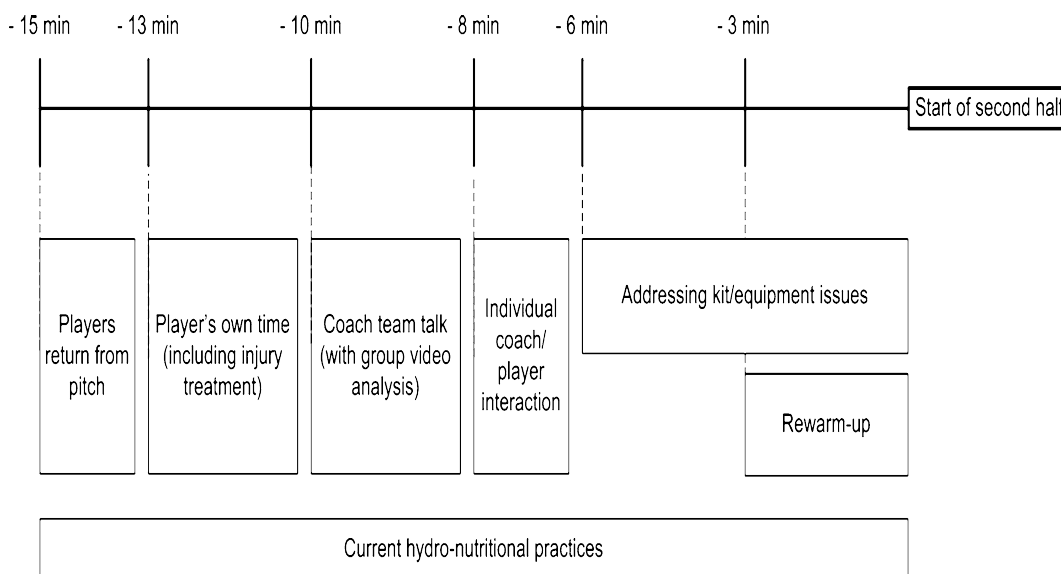 - 15 min
- 13 min
- 10 min
- 8 min
- 6 min
- 3 min
Start of second half
Players
return from
pitch
Player's own time
(including injury
treatment)
Coach team talk
(with group video
analysis)
Individual
coach/
player
interaction
Addressing kit/equipment issues
Rewarm-up
Current hydro-nutritional practices